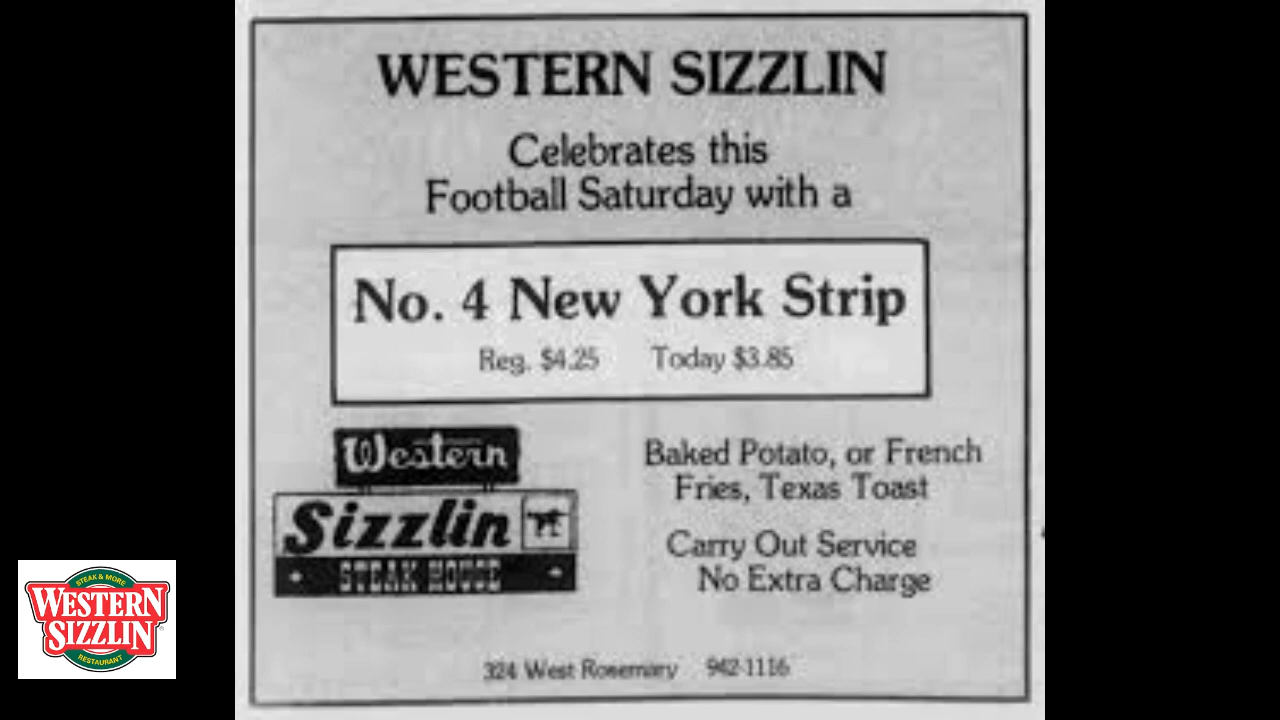 WESTERN SIZZLIN
Celebrates this
Football Saturday with a
No. 4 New York Strip
Reg. $4.25 Today $3.85
Western
Sizzlin
STEAK HOUSE
Baked Potato, or French
Fries, Texas Toast
Carry Out Service
No Extra Charge
324 West Rosemary 942-1116
STEAK & MORE
WESTERN
SIZZLIN
RESTAURANT